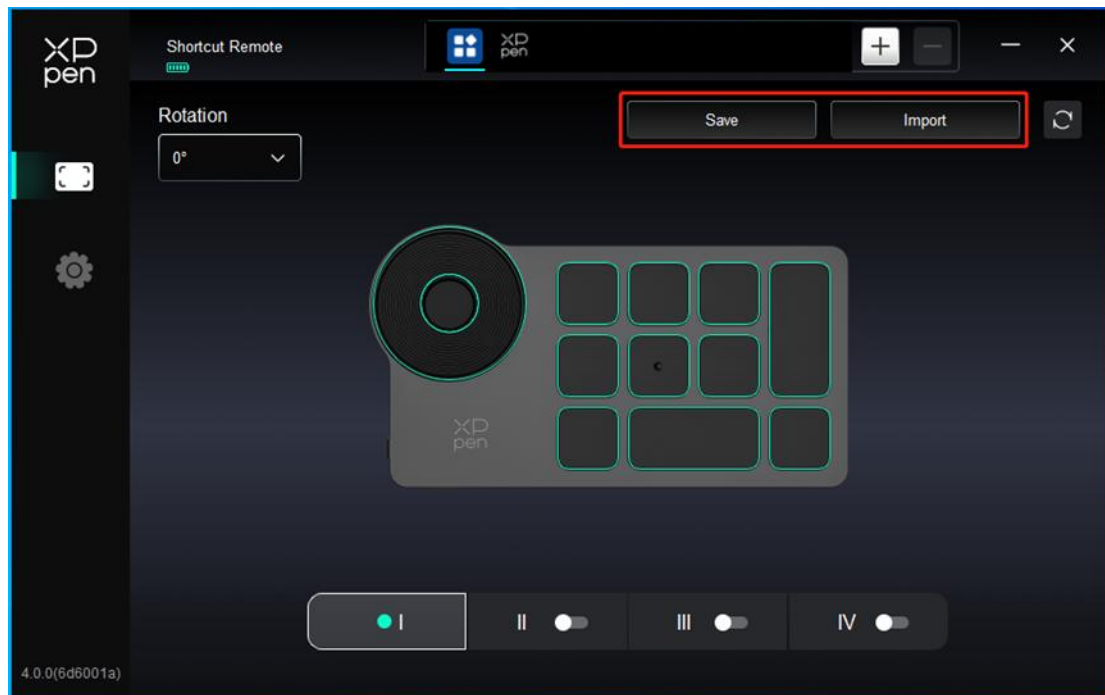 XP
pen
Shortcut Remote
XP
pen
Rotation
Save
Import
0°
XP
pen
I
II
III
IV
4.0.0(6d6001a)